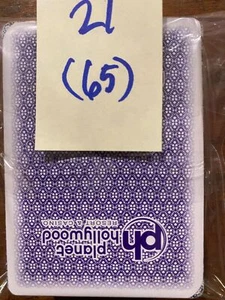 21
(65)
planet
hollywood
RESORT & CASINO
ph